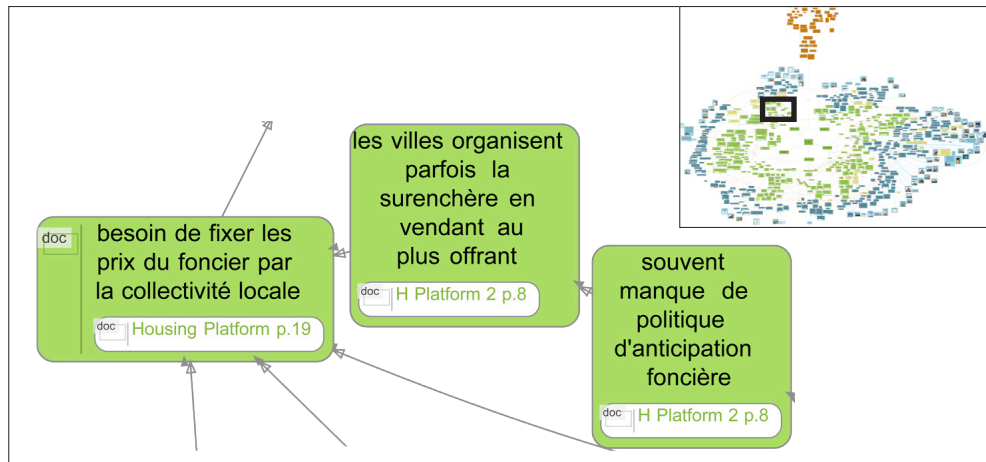 doc
besoin de fixer les
prix du foncier par
la collectivité locale
doc
Housing Platform p.19
les villes organisent
parfois la
surenchère en
vendant au
plus offrant
doc
H Platform 2 p.8
souvent
manque de
politique
d'anticipation
foncière
doc
H Platform 2 p.8